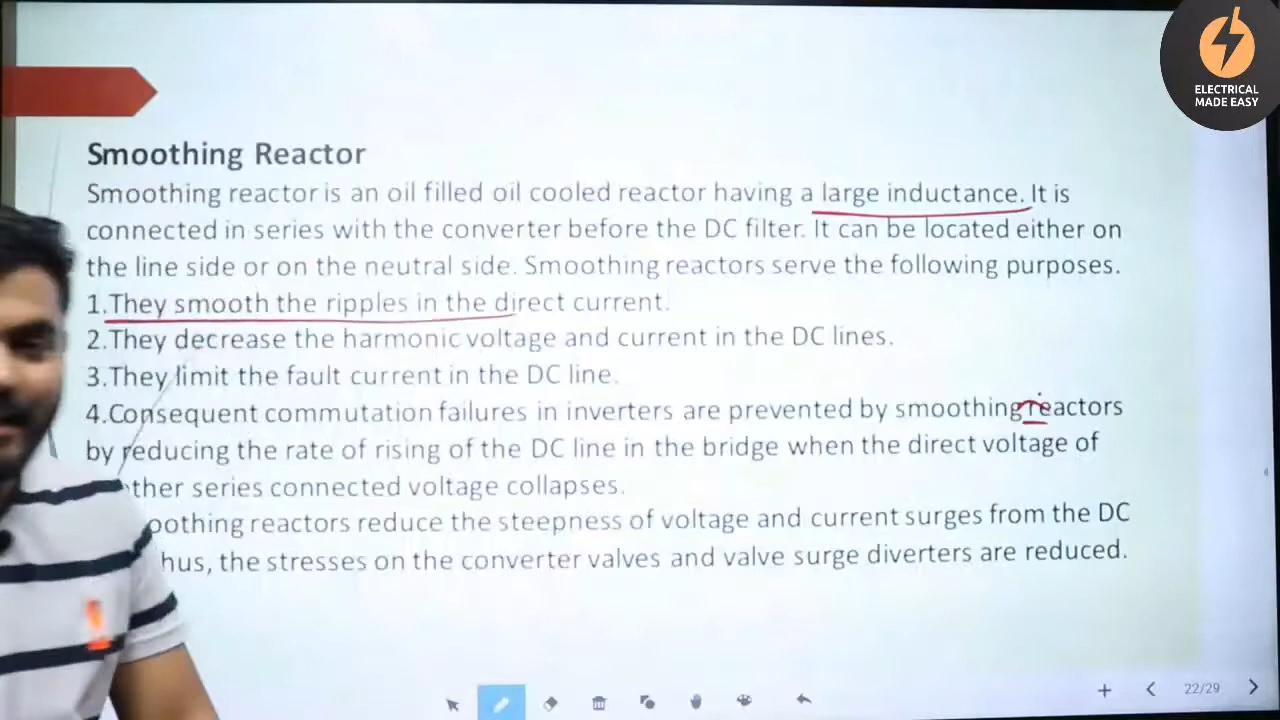 ELECTRICAL
MADE EASY
Smoothing Reactor
Smoothing reactor is an oil filled oil cooled reactor having a large inductance. It is
connected in series with the converter before the DC filter. It can be located either on
the line side or on the neutral side. Smoothing reactors serve the following purposes.
1.They smooth the ripples in the direct current.
2.They decrease the harmonic voltage and current in the DC lines.
3.They limit the fault current in the DC line.
4.Consequent commutation failures in inverters are prevented by smoothing reactors
by reducing the rate of rising of the DC line in the bridge when the direct voltage of
ther series connected voltage collapses.
oothing reactors reduce the steepness of voltage and current surges from the DC
hus, the stresses on the converter valves and valve surge diverters are reduced.
22/29